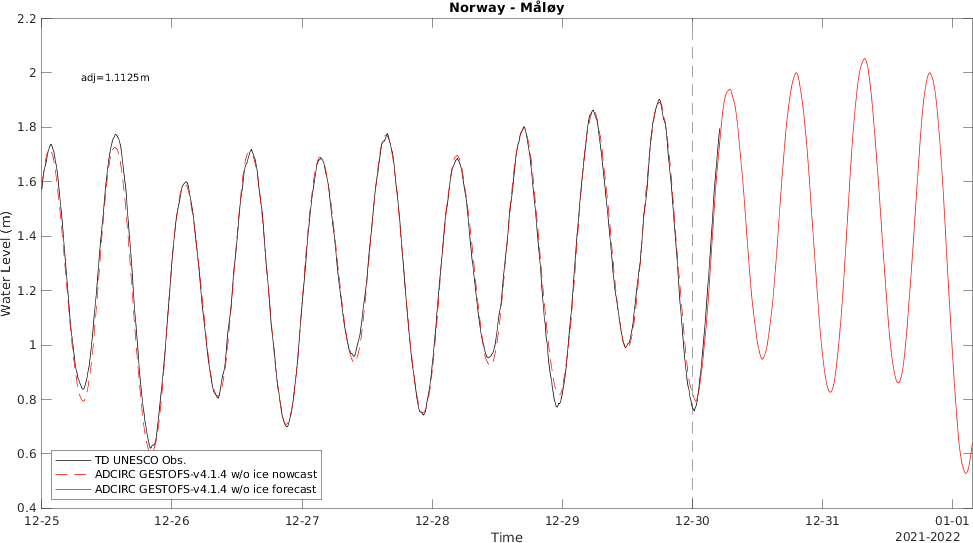 Norway - Måløy
2.2
2
1.8
1.6
1.4
1.2
1
0.8
0.6
0.4
Water Level (m)
adj=1.1125m
TD UNESCO Obs.
ADCIRC GESTOFS-v4.1.4 w/o ice nowcast
ADCIRC GESTOFS-v4.1.4 w/o ice forecast
12-25 12-26 12-27 12-28 12-29 12-30 12-31 01-01
Time
2021-2022